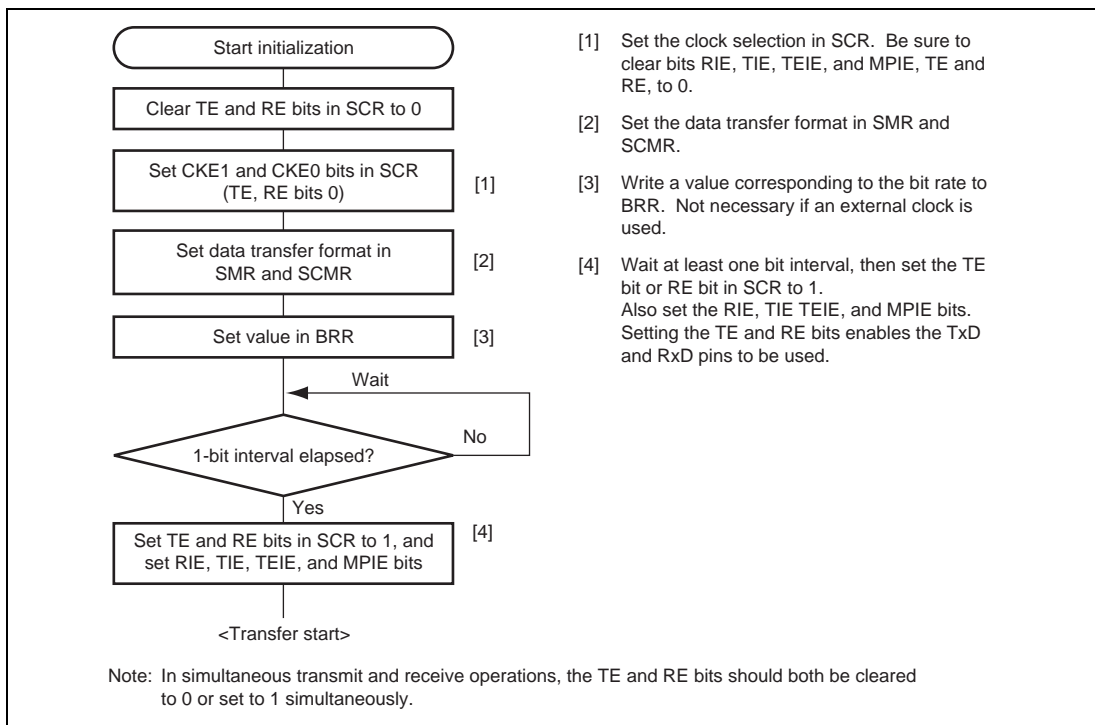 Start initialization
Clear TE and RE bits in SCR to 0
Set CKE1 and CKE0 bits in SCR
(TE, RE bits 0)
[1]
Set data transfer format in
SMR and SCMR
[2]
Set value in BRR
[3]
Wait
No
1-bit interval elapsed?
Yes
Set TE and RE bits in SCR to 1, and
set RIE, TIE, TEIE, and MPIE bits
[4]
<Transfer start>
[1] Set the clock selection in SCR. Be sure to
clear bits RIE, TIE, TEIE, and MPIE, TE and
RE, to 0.
[2] Set the data transfer format in SMR and
SCMR.
[3] Write a value corresponding to the bit rate to
BRR. Not necessary if an external clock is
used.
[4] Wait at least one bit interval, then set the TE
bit or RE bit in SCR to 1.
Also set the RIE, TIE TEIE, and MPIE bits.
Setting the TE and RE bits enables the TxD
and RxD pins to be used.
Note: In simultaneous transmit and receive operations, the TE and RE bits should both be cleared
to 0 or set to 1 simultaneously.